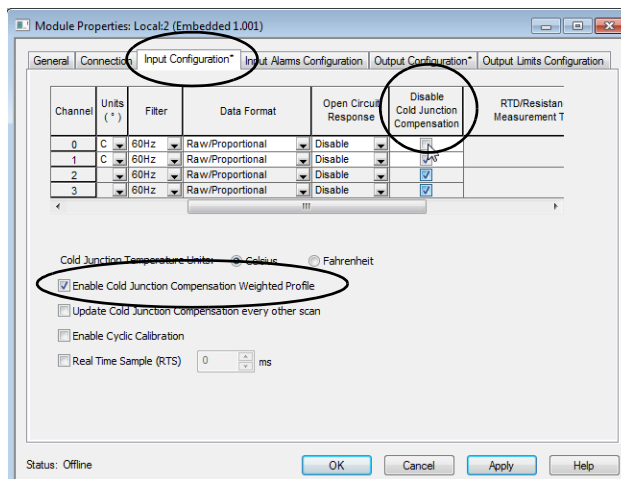 Module Properties: Local:2 (Embedded 1.001)
General Connection Input Configuration* Input Alarms Configuration Output Configuration* Output Limits Configuration
Channel Units (°) Filter Data Format Open Circuit Response Disable Cold Junction Compensation RTD/Resistan Measurement T
0 C 60Hz Raw/Proportional Disable
1 C 60Hz Raw/Proportional Disable
2 60Hz Raw/Proportional Disable
3 60Hz Raw/Proportional Disable
Cold Junction Temperature Units: Celsius Fahrenheit
Enable Cold Junction Compensation Weighted Profile
Update Cold Junction Compensation every other scan
Enable Cyclic Calibration
Real Time Sample (RTS) 0 ms
Status: Offline OK Cancel Apply Help